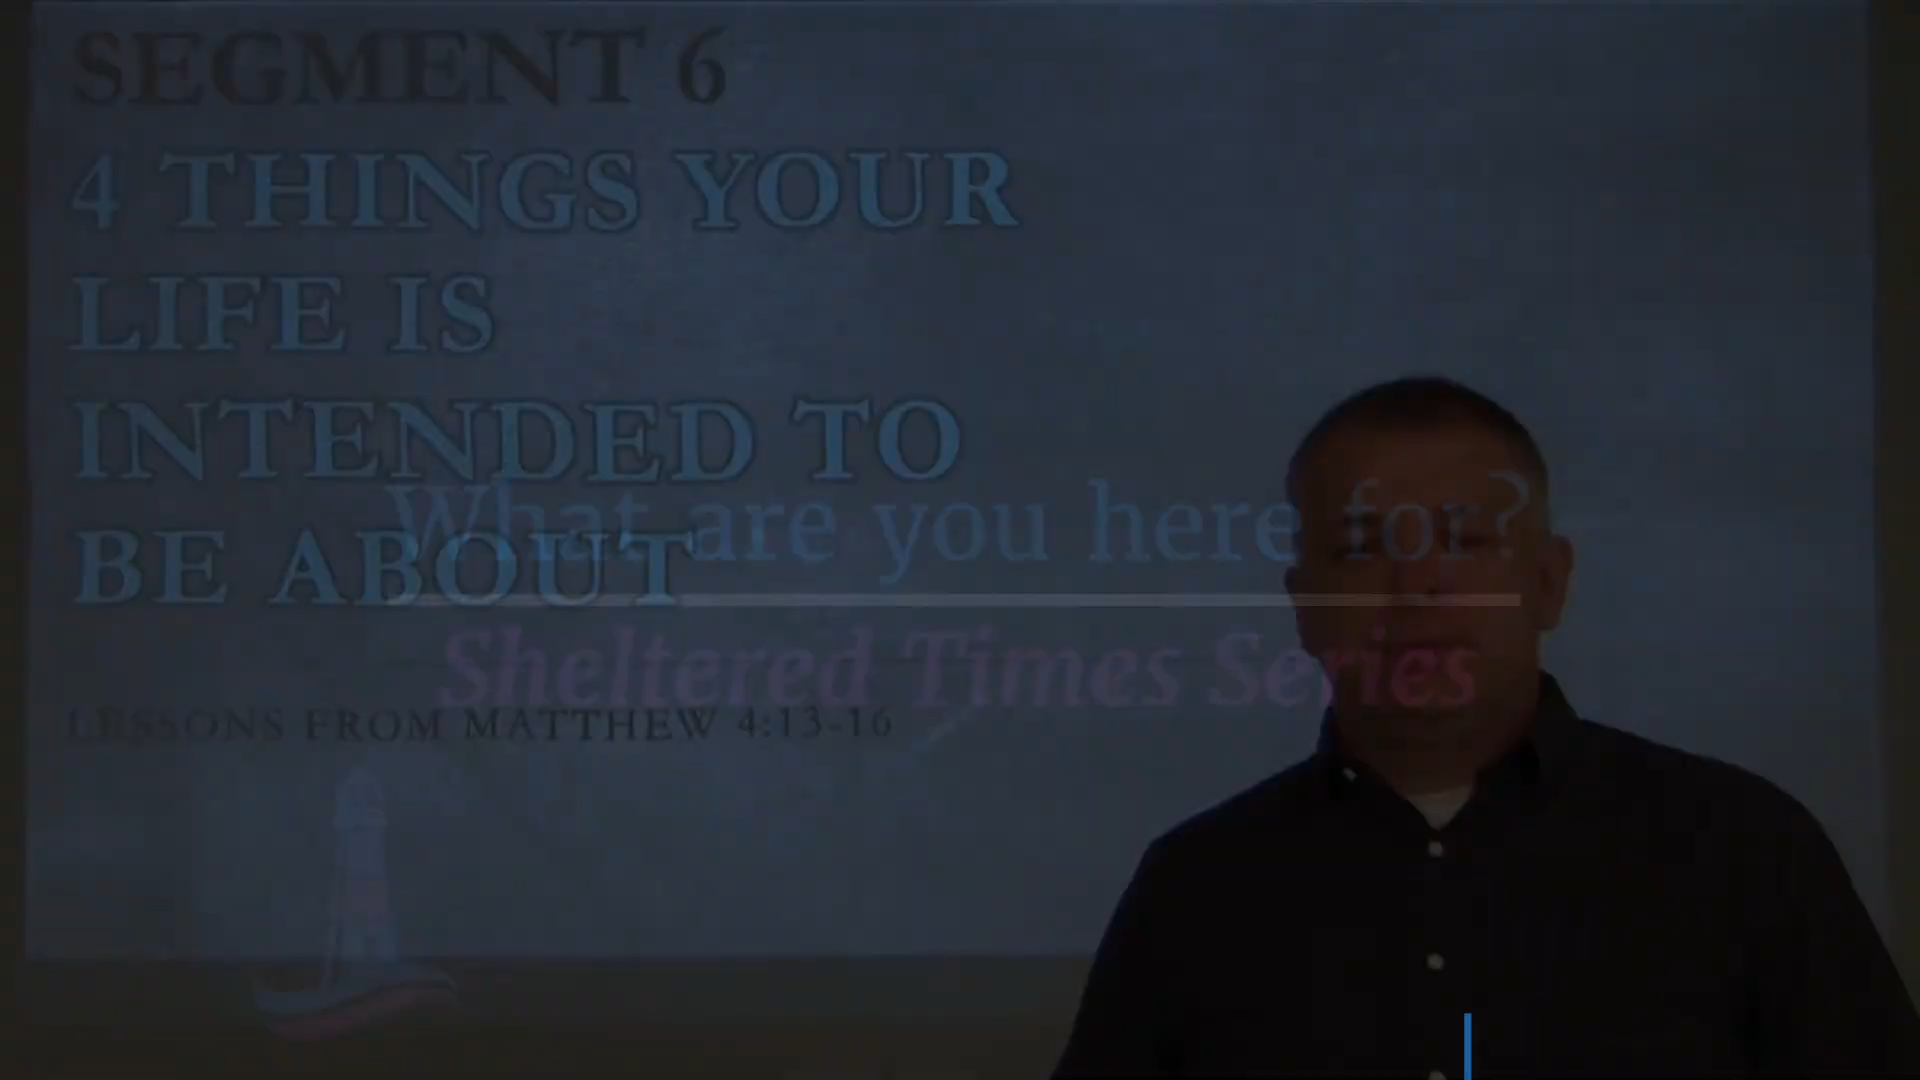 SEGMENT 6
4 THINGS YOUR
LIFE IS
INTENDED TO
BE ABOUT
What are you here for?
Sheltered Times Series
LESSONS FROM MATTHEW 4:13-16